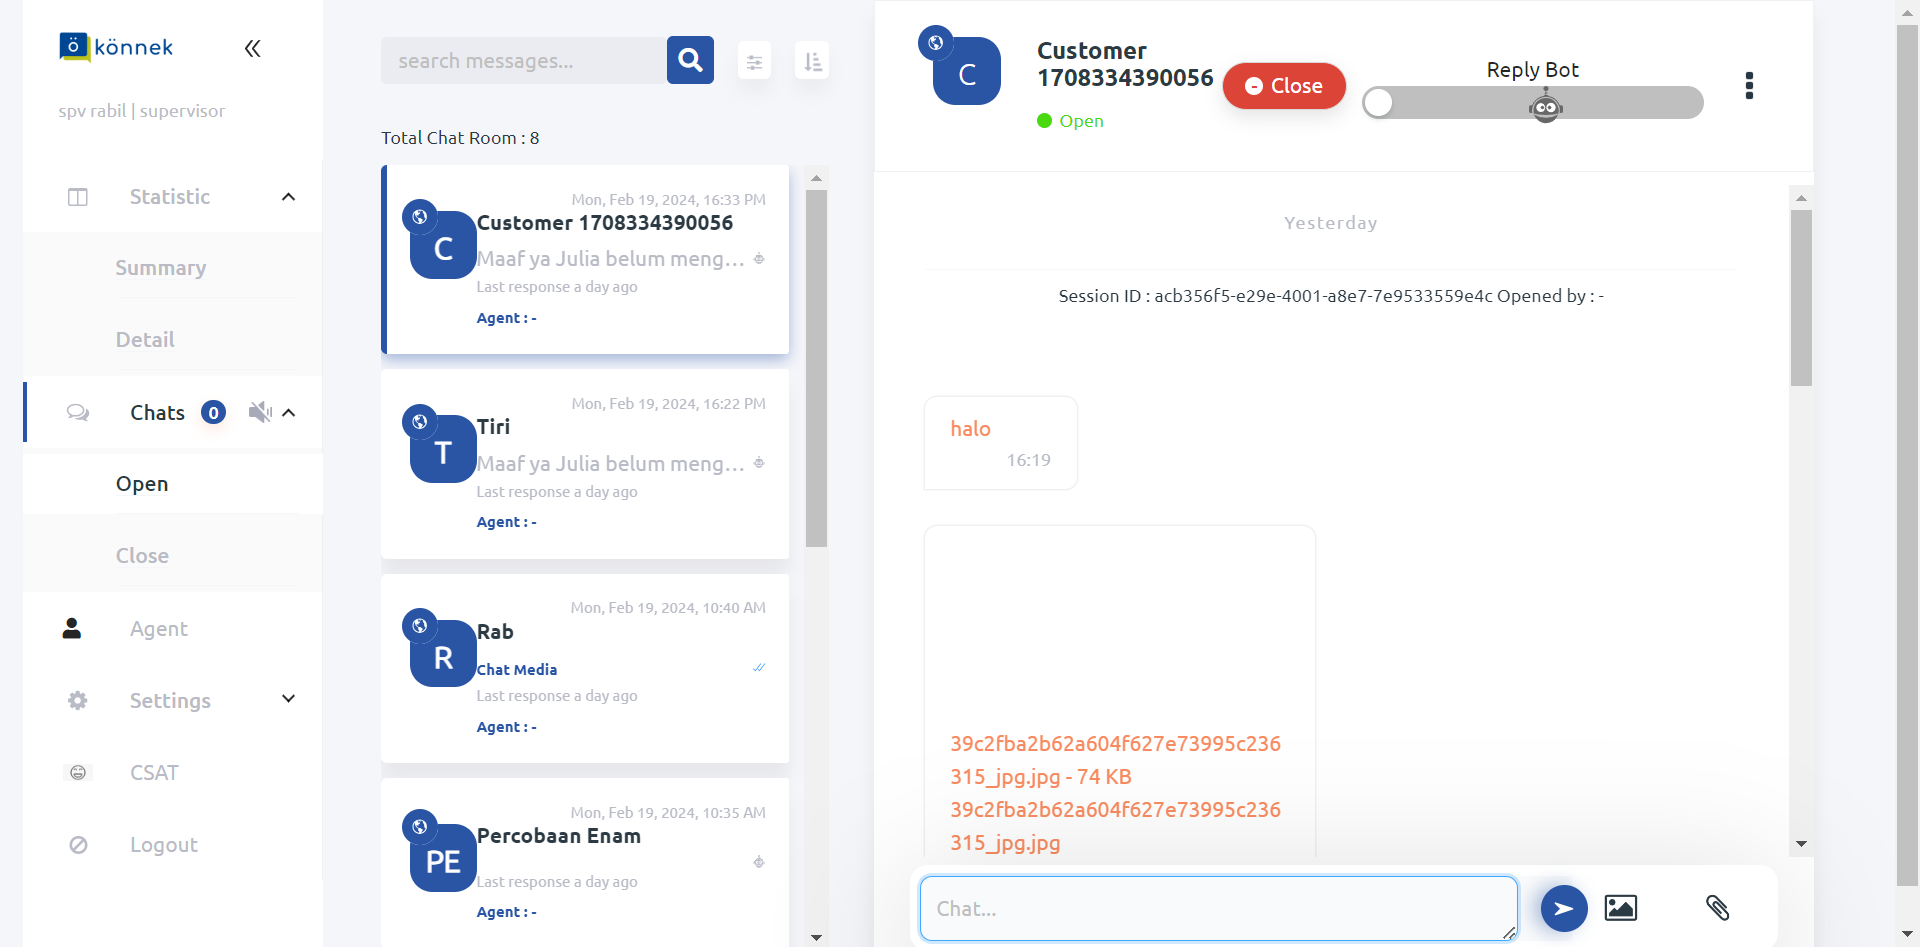 könnek
spv rabil | supervisor
Statistic
Summary
Detail
Chats 0
Open
Close
Agent
Settings
CSAT
Logout
search messages...
Total Chat Room : 8
Mon, Feb 19, 2024, 16:33 PM
C
Customer 1708334390056
Maaf ya Julia belum meng...
Last response a day ago
Agent : -
Mon, Feb 19, 2024, 16:22 PM
T
Tiri
Maaf ya Julia belum meng...
Last response a day ago
Agent : -
Mon, Feb 19, 2024, 10:40 AM
R
Rab
Chat Media
Last response a day ago
Agent : -
Mon, Feb 19, 2024, 10:35 AM
PE
Percobaan Enam
Last response a day ago
Agent : -
C
Customer
1708334390056
Open
Close
Reply Bot
Yesterday
Session ID : acb356f5-e29e-4001-a8e7-7e9533559e4c Opened by : -
halo
16:19
39c2fba2b62a604f627e73995c236
315_jpg.jpg - 74 KB
39c2fba2b62a604f627e73995c236
315_jpg.jpg
Chat...